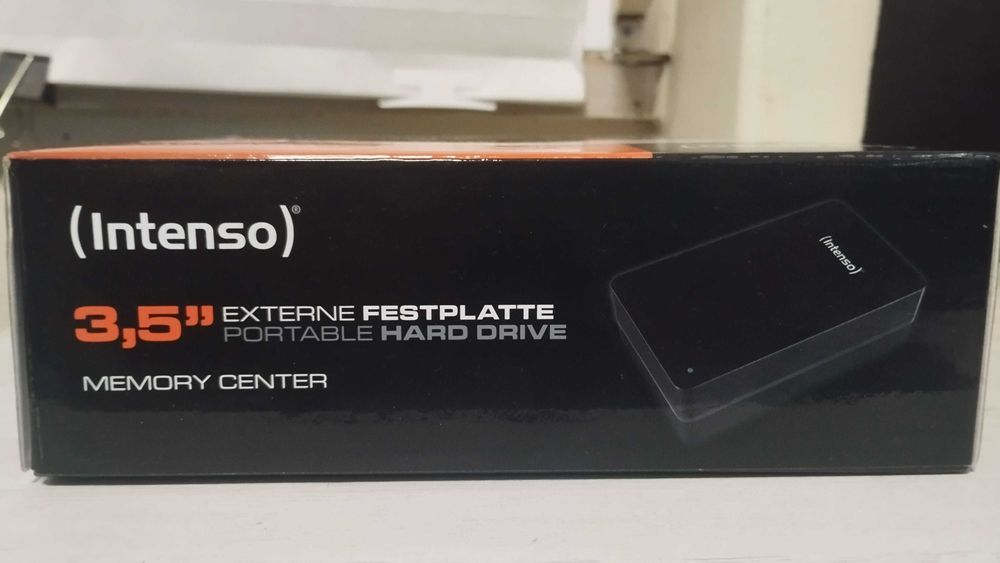 (Intenso)®
3,5” EXTERNE FESTPLATTE
PORTABLE HARD DRIVE
MEMORY CENTER
(Intenso)